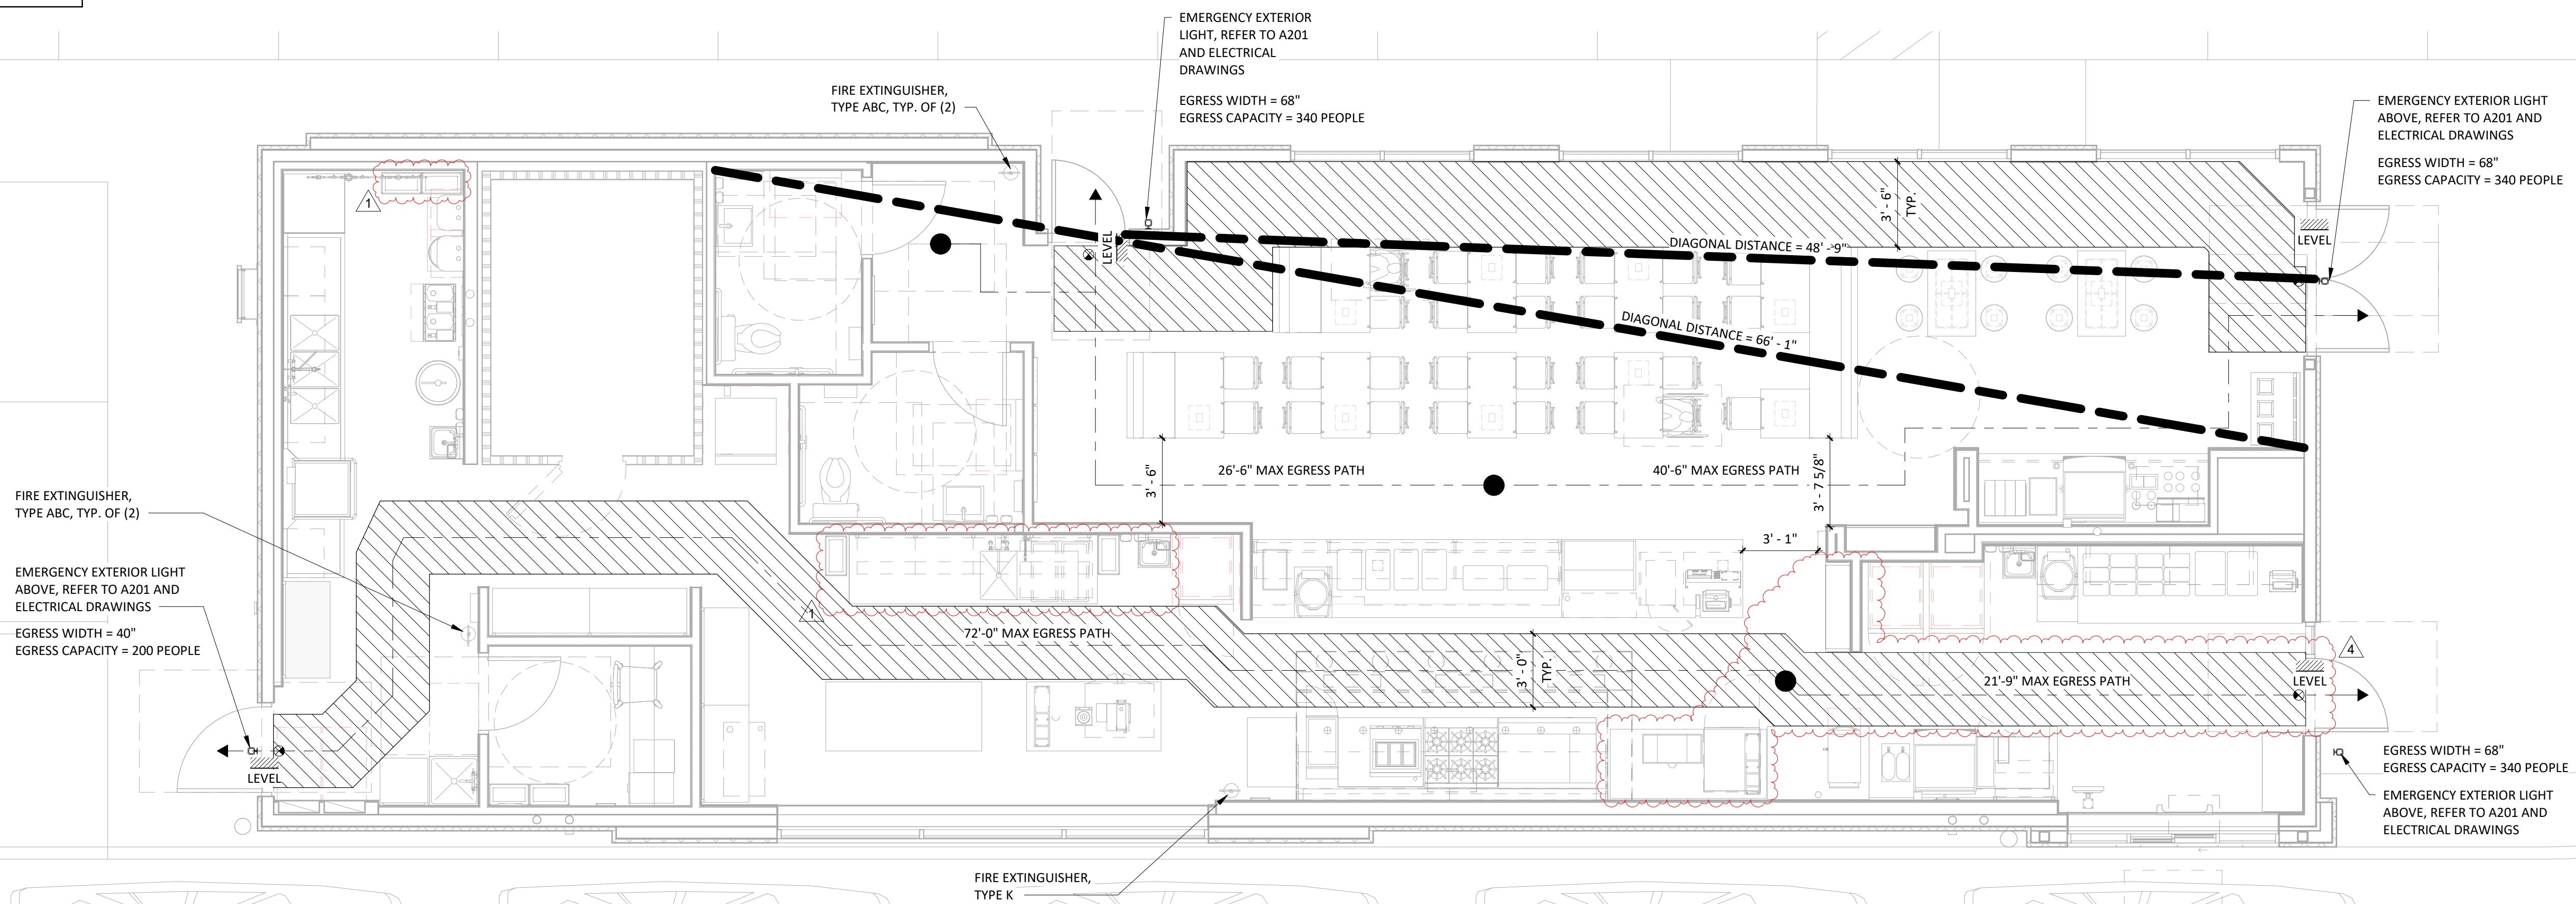 EMERGENCY EXTERIOR
LIGHT, REFER TO A201
AND ELECTRICAL
DRAWINGS
EGRESS WIDTH = 68"
EGRESS CAPACITY = 340 PEOPLE
FIRE EXTINGUISHER,
TYPE ABC, TYP. OF (2)
EMERGENCY EXTERIOR LIGHT
ABOVE, REFER TO A201 AND
ELECTRICAL DRAWINGS
EGRESS WIDTH = 68"
EGRESS CAPACITY = 340 PEOPLE
1
3' - 6"
TYP.
LEVEL
LEVEL
DIAGONAL DISTANCE = 48' - 9"
DIAGONAL DISTANCE = 66' - 1"
26'-6" MAX EGRESS PATH
40'-6" MAX EGRESS PATH
3' - 6"
3' - 7 5/8"
3' - 1"
FIRE EXTINGUISHER,
TYPE ABC, TYP. OF (2)
EMERGENCY EXTERIOR LIGHT
ABOVE, REFER TO A201 AND
ELECTRICAL DRAWINGS
EGRESS WIDTH = 40"
EGRESS CAPACITY = 200 PEOPLE
1
72'-0" MAX EGRESS PATH
3' - 0"
TYP.
21'-9" MAX EGRESS PATH
4
LEVEL
LEVEL
EGRESS WIDTH = 68"
EGRESS CAPACITY = 340 PEOPLE
EMERGENCY EXTERIOR LIGHT
ABOVE, REFER TO A201 AND
ELECTRICAL DRAWINGS
FIRE EXTINGUISHER,
TYPE K